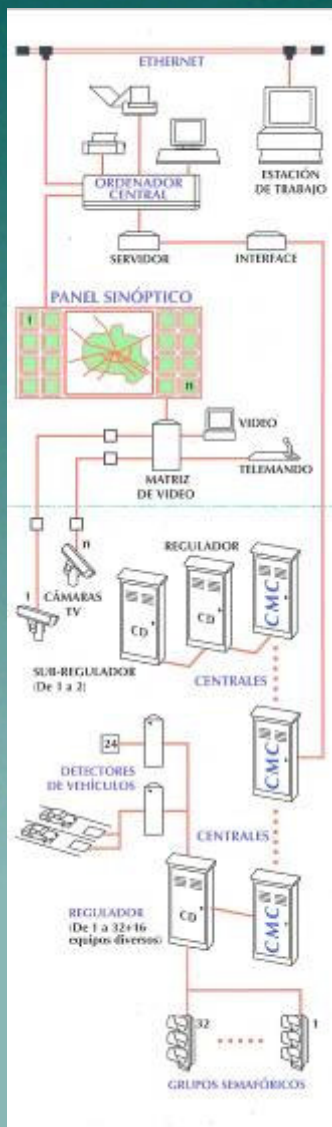 ETHERNET
ORDENADOR
CENTRAL
ESTACIÓN
DE TRABAJO
SERVIDOR
INTERFACE
PANEL SINÓPTICO
1
n
VIDEO
TELEMANDO
MATRIZ
DE VIDEO
REGULADOR
n
1
CÁMARAS
TV
CD
CD
CMC
SUB-REGULADOR
(De 1 a 2)
CENTRALES
24
CMC
DETECTORES
DE VEHÍCULOS
CENTRALES
REGULADOR
(De 1 a 32+16
equipos diversos)
CD
CMC
32
1
GRUPOS SEMAFÓRICOS